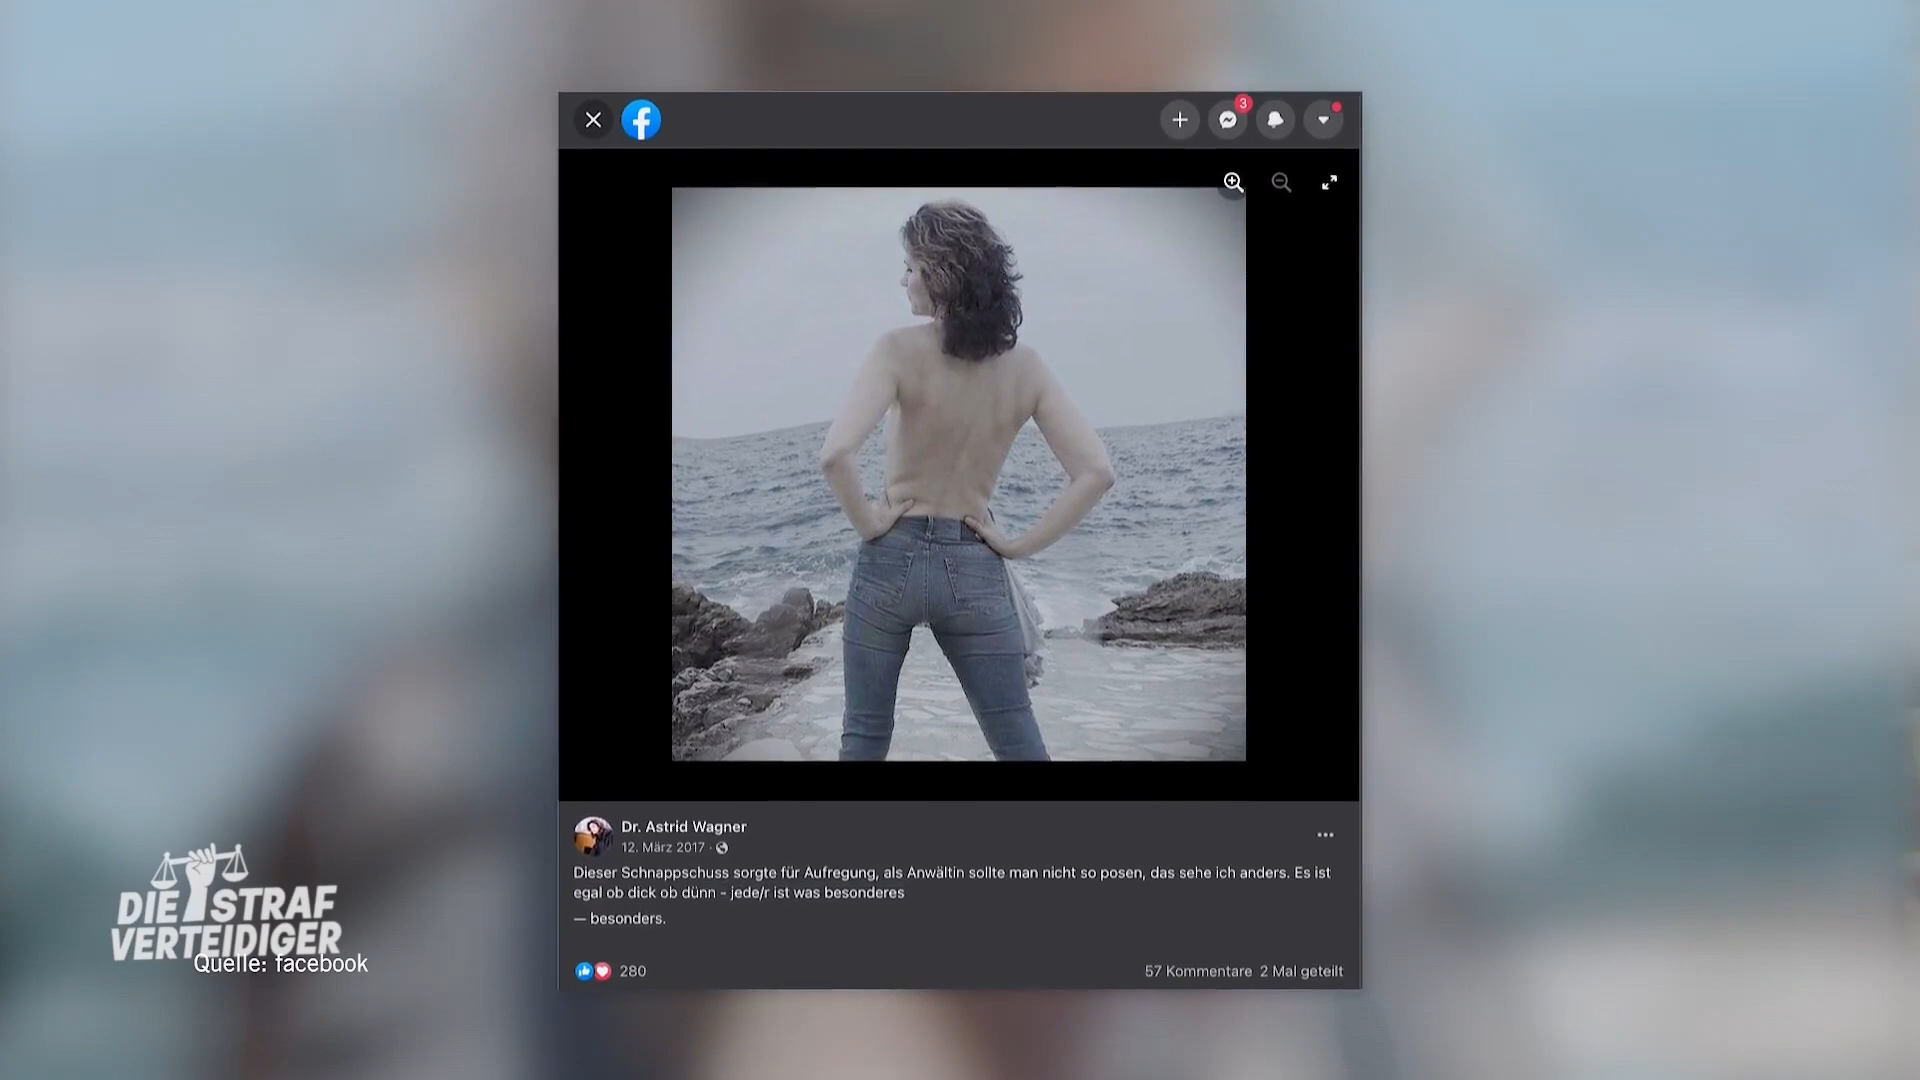 3
Dr. Astrid Wagner
12. März 2017 ·
Dieser Schnappschuss sorgte für Aufregung, als Anwältin sollte man nicht so posen, das sehe ich anders. Es ist
egal ob dick ob dünn - jede/r ist was besonderes
— besonders.
280
57 Kommentare 2 Mal geteilt
DIE STRAF
VERTEIDIGER
Quelle: facebook